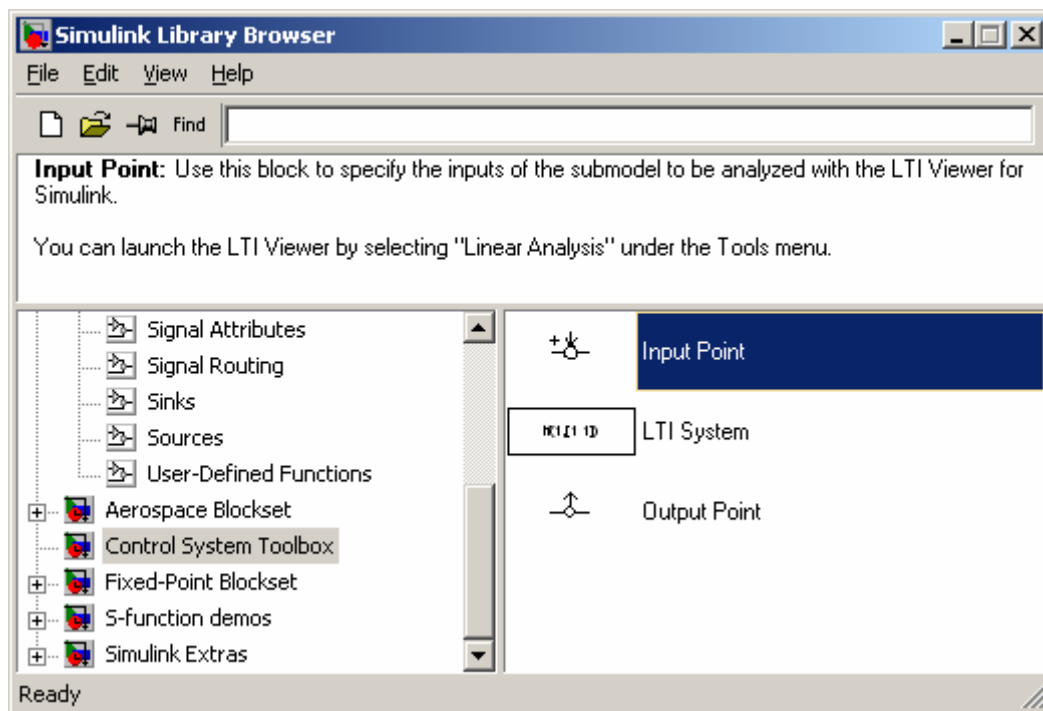 Simulink Library Browser
File Edit View Help
Find
Input Point: Use this block to specify the inputs of the submodel to be analyzed with the LTI Viewer for
Simulink.
You can launch the LTI Viewer by selecting "Linear Analysis" under the Tools menu.
Signal Attributes
Signal Routing
Sinks
Sources
User-Defined Functions
Aerospace Blockset
Control System Toolbox
Fixed-Point Blockset
S-function demos
Simulink Extras
Input Point
LTI System
Output Point
Ready